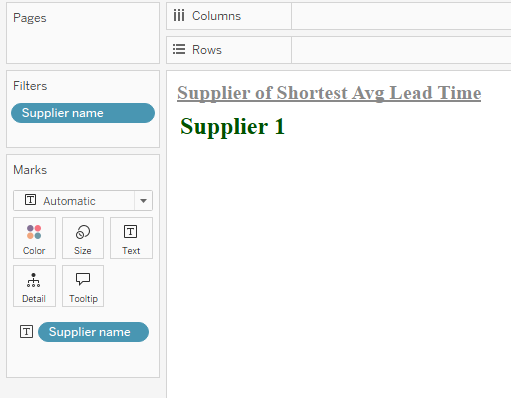 Pages
Columns
Rows
Filters
Supplier name
Marks
Automatic
Color
Size
Text
Detail
Tooltip
Supplier name
Supplier of Shortest Avg Lead Time
Supplier 1